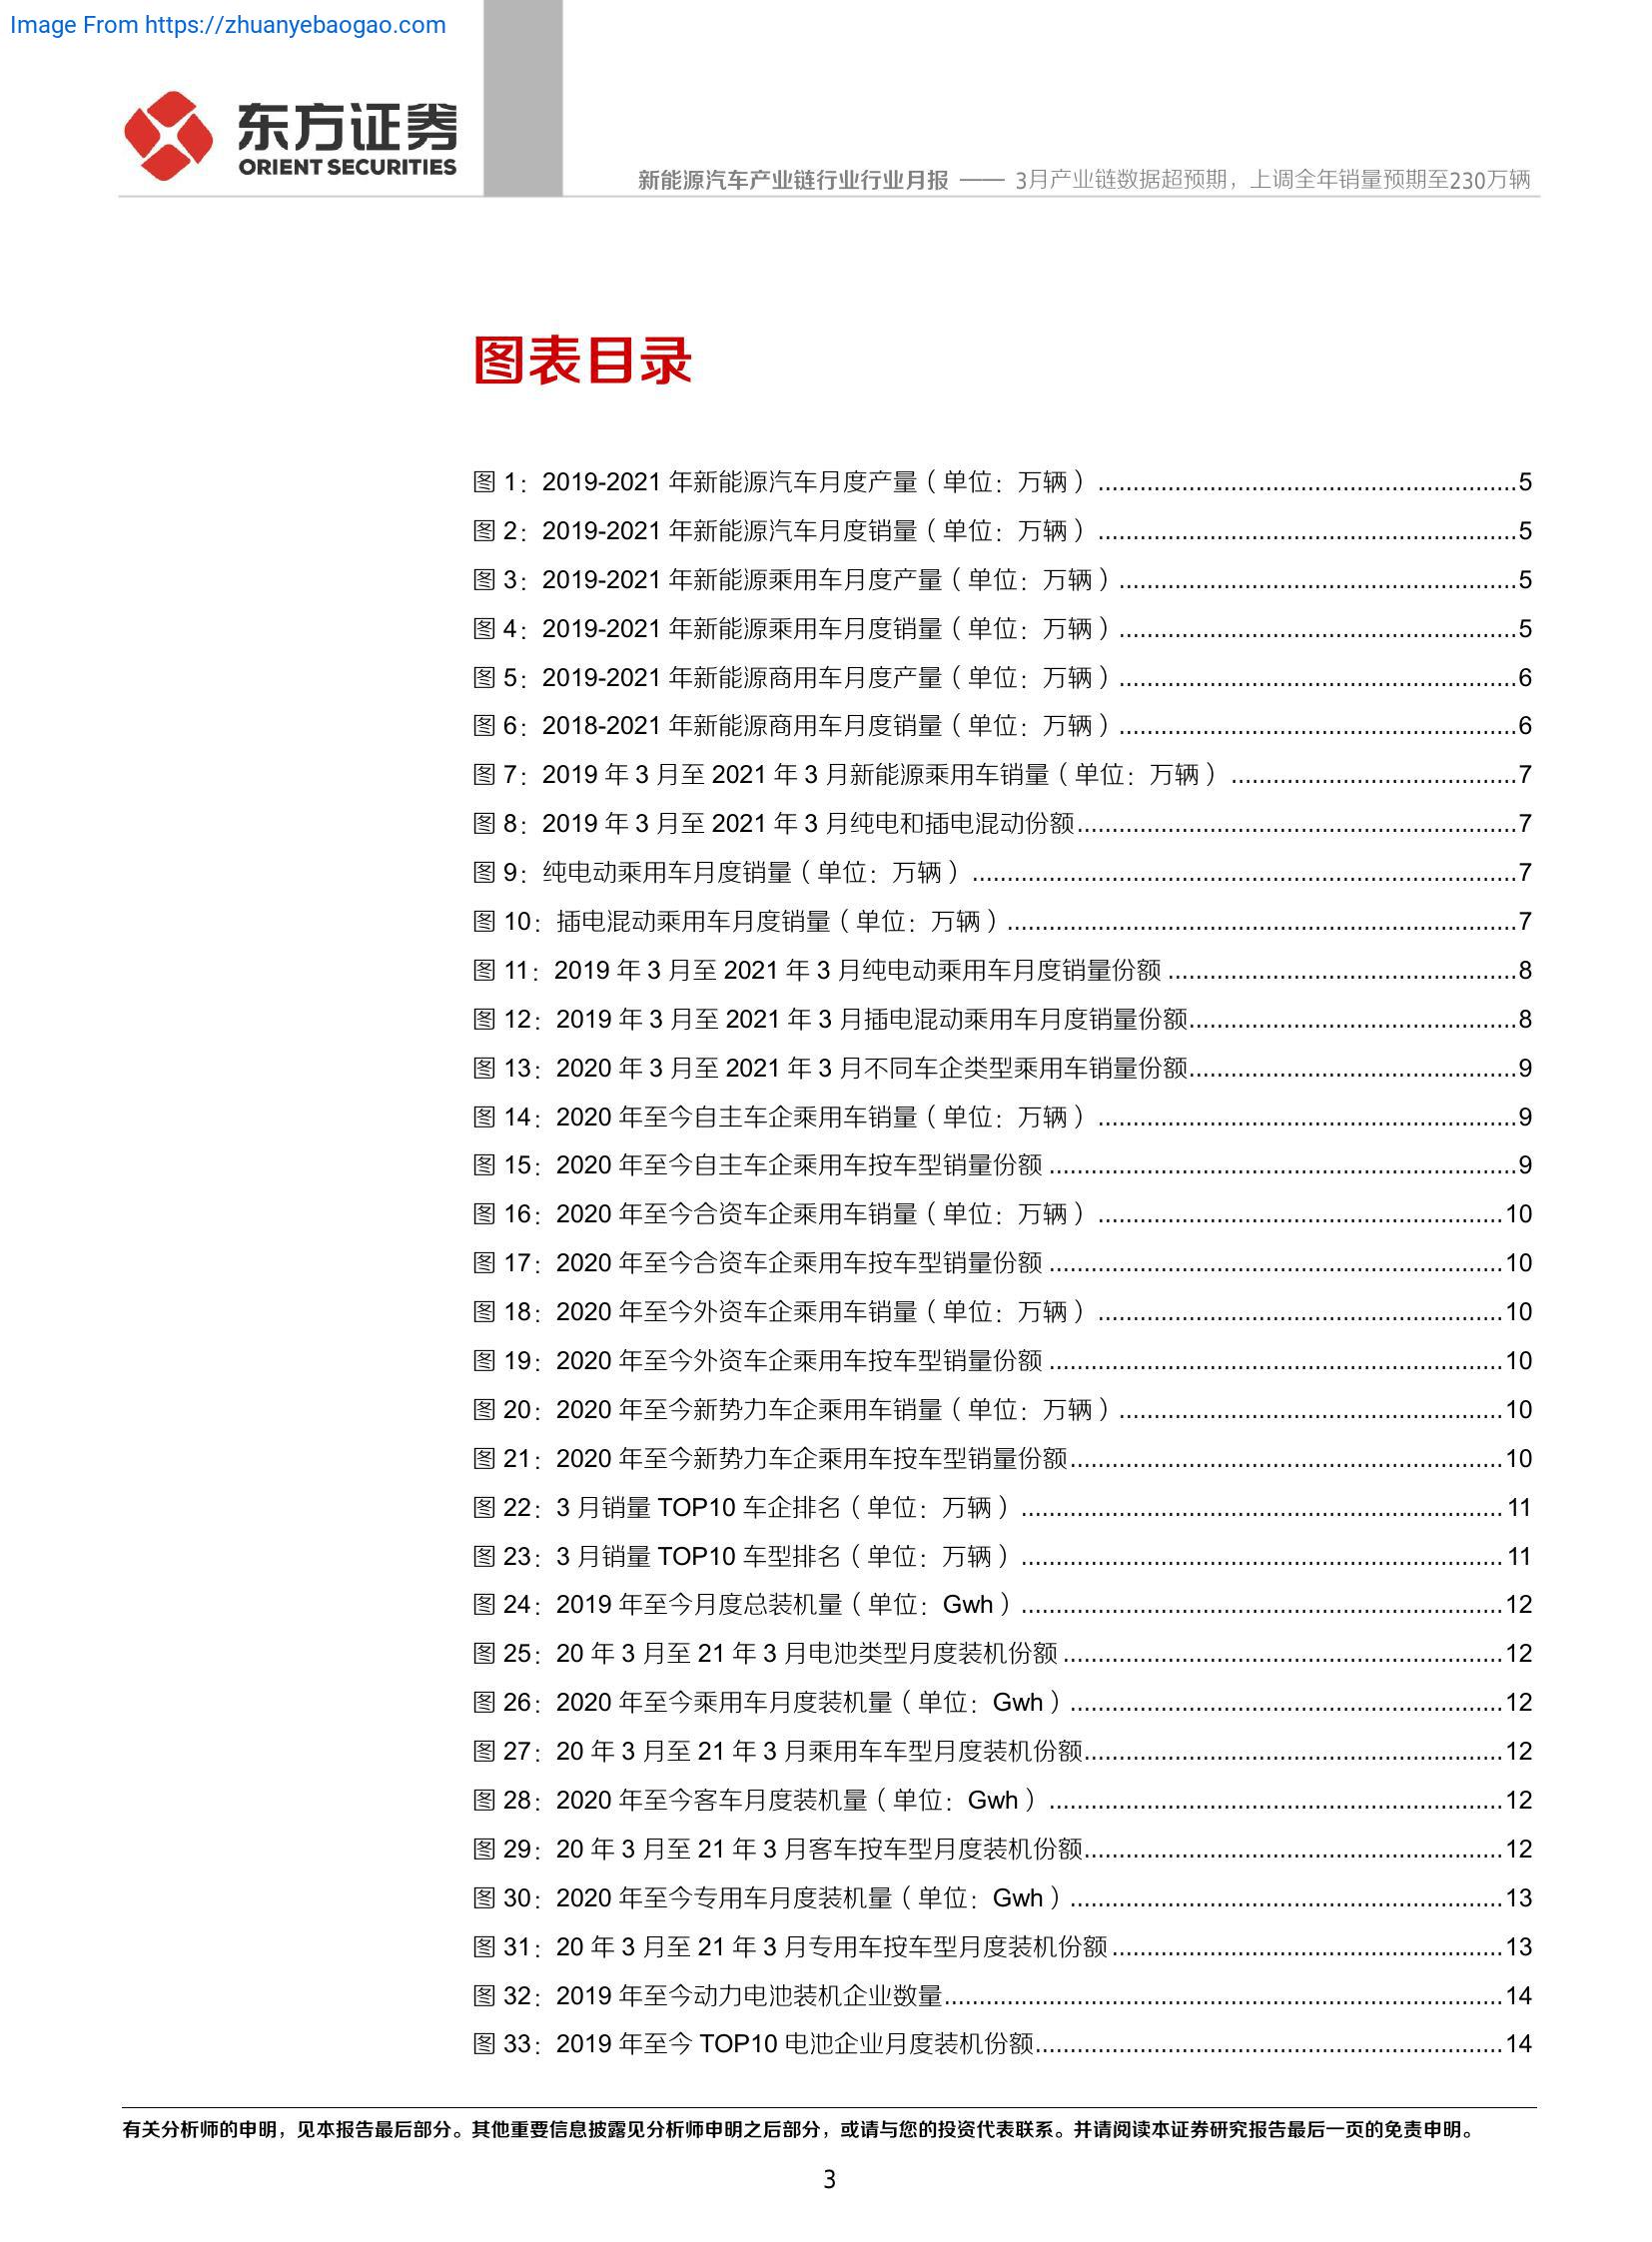 Image From https://zhuanyebaogao.com
东方证券
ORIENT SECURITIES
新能源汽车产业链行业行业月报 —— 3月产业链数据超预期，上调全年销量预期至230万辆
图表目录
图 1：2019-2021 年新能源汽车月度产量（单位：万辆）............................................................5
图 2：2019-2021 年新能源汽车月度销量（单位：万辆）............................................................5
图 3：2019-2021 年新能源乘用车月度产量（单位：万辆）.........................................................5
图 4：2019-2021 年新能源乘用车月度销量（单位：万辆）.........................................................5
图 5：2019-2021 年新能源商用车月度产量（单位：万辆）.........................................................6
图 6：2018-2021 年新能源商用车月度销量（单位：万辆）.........................................................6
图 7：2019 年 3 月至 2021 年 3 月新能源乘用车销量（单位：万辆）.........................................7
图 8：2019 年 3 月至 2021 年 3 月纯电和插电混动份额...............................................................7
图 9：纯电动乘用车月度销量（单位：万辆）..............................................................................7
图 10：插电混动乘用车月度销量（单位：万辆）.........................................................................7
图 11：2019 年 3 月至 2021 年 3 月纯电动乘用车月度销量份额..................................................8
图 12：2019 年 3 月至 2021 年 3 月插电混动乘用车月度销量份额...............................................8
图 13：2020 年 3 月至 2021 年 3 月不同车企类型乘用车销量份额...............................................9
图 14：2020 年至今自主车企乘用车销量（单位：万辆）............................................................9
图 15：2020 年至今自主车企乘用车按车型销量份额...................................................................9
图 16：2020 年至今合资车企乘用车销量（单位：万辆）..........................................................10
图 17：2020 年至今合资车企乘用车按车型销量份额.................................................................10
图 18：2020 年至今外资车企乘用车销量（单位：万辆）..........................................................10
图 19：2020 年至今外资车企乘用车按车型销量份额.................................................................10
图 20：2020 年至今新势力车企乘用车销量（单位：万辆）.......................................................10
图 21：2020 年至今新势力车企乘用车按车型销量份额..............................................................10
图 22：3 月销量 TOP10 车企排名（单位：万辆）.....................................................................11
图 23：3 月销量 TOP10 车型排名（单位：万辆）.....................................................................11
图 24：2019 年至今月度总装机量（单位：Gwh）.....................................................................12
图 25：20 年 3 月至 21 年 3 月电池类型月度装机份额...............................................................12
图 26：2020 年至今乘用车月度装机量（单位：Gwh）..............................................................12
图 27：20 年 3 月至 21 年 3 月乘用车车型月度装机份额............................................................12
图 28：2020 年至今客车月度装机量（单位：Gwh）.................................................................12
图 29：20 年 3 月至 21 年 3 月客车按车型月度装机份额............................................................12
图 30：2020 年至今专用车月度装机量（单位：Gwh）..............................................................13
图 31：20 年 3 月至 21 年 3 月专用车按车型月度装机份额........................................................13
图 32：2019 年至今动力电池装机企业数量................................................................................14
图 33：2019 年至今 TOP10 电池企业月度装机份额...................................................................14
有关分析师的申明，见本报告最后部分。其他重要信息披露见分析师申明之后部分，或请与您的投资代表联系。并请阅读本证券研究报告最后一页的免责申明。
3